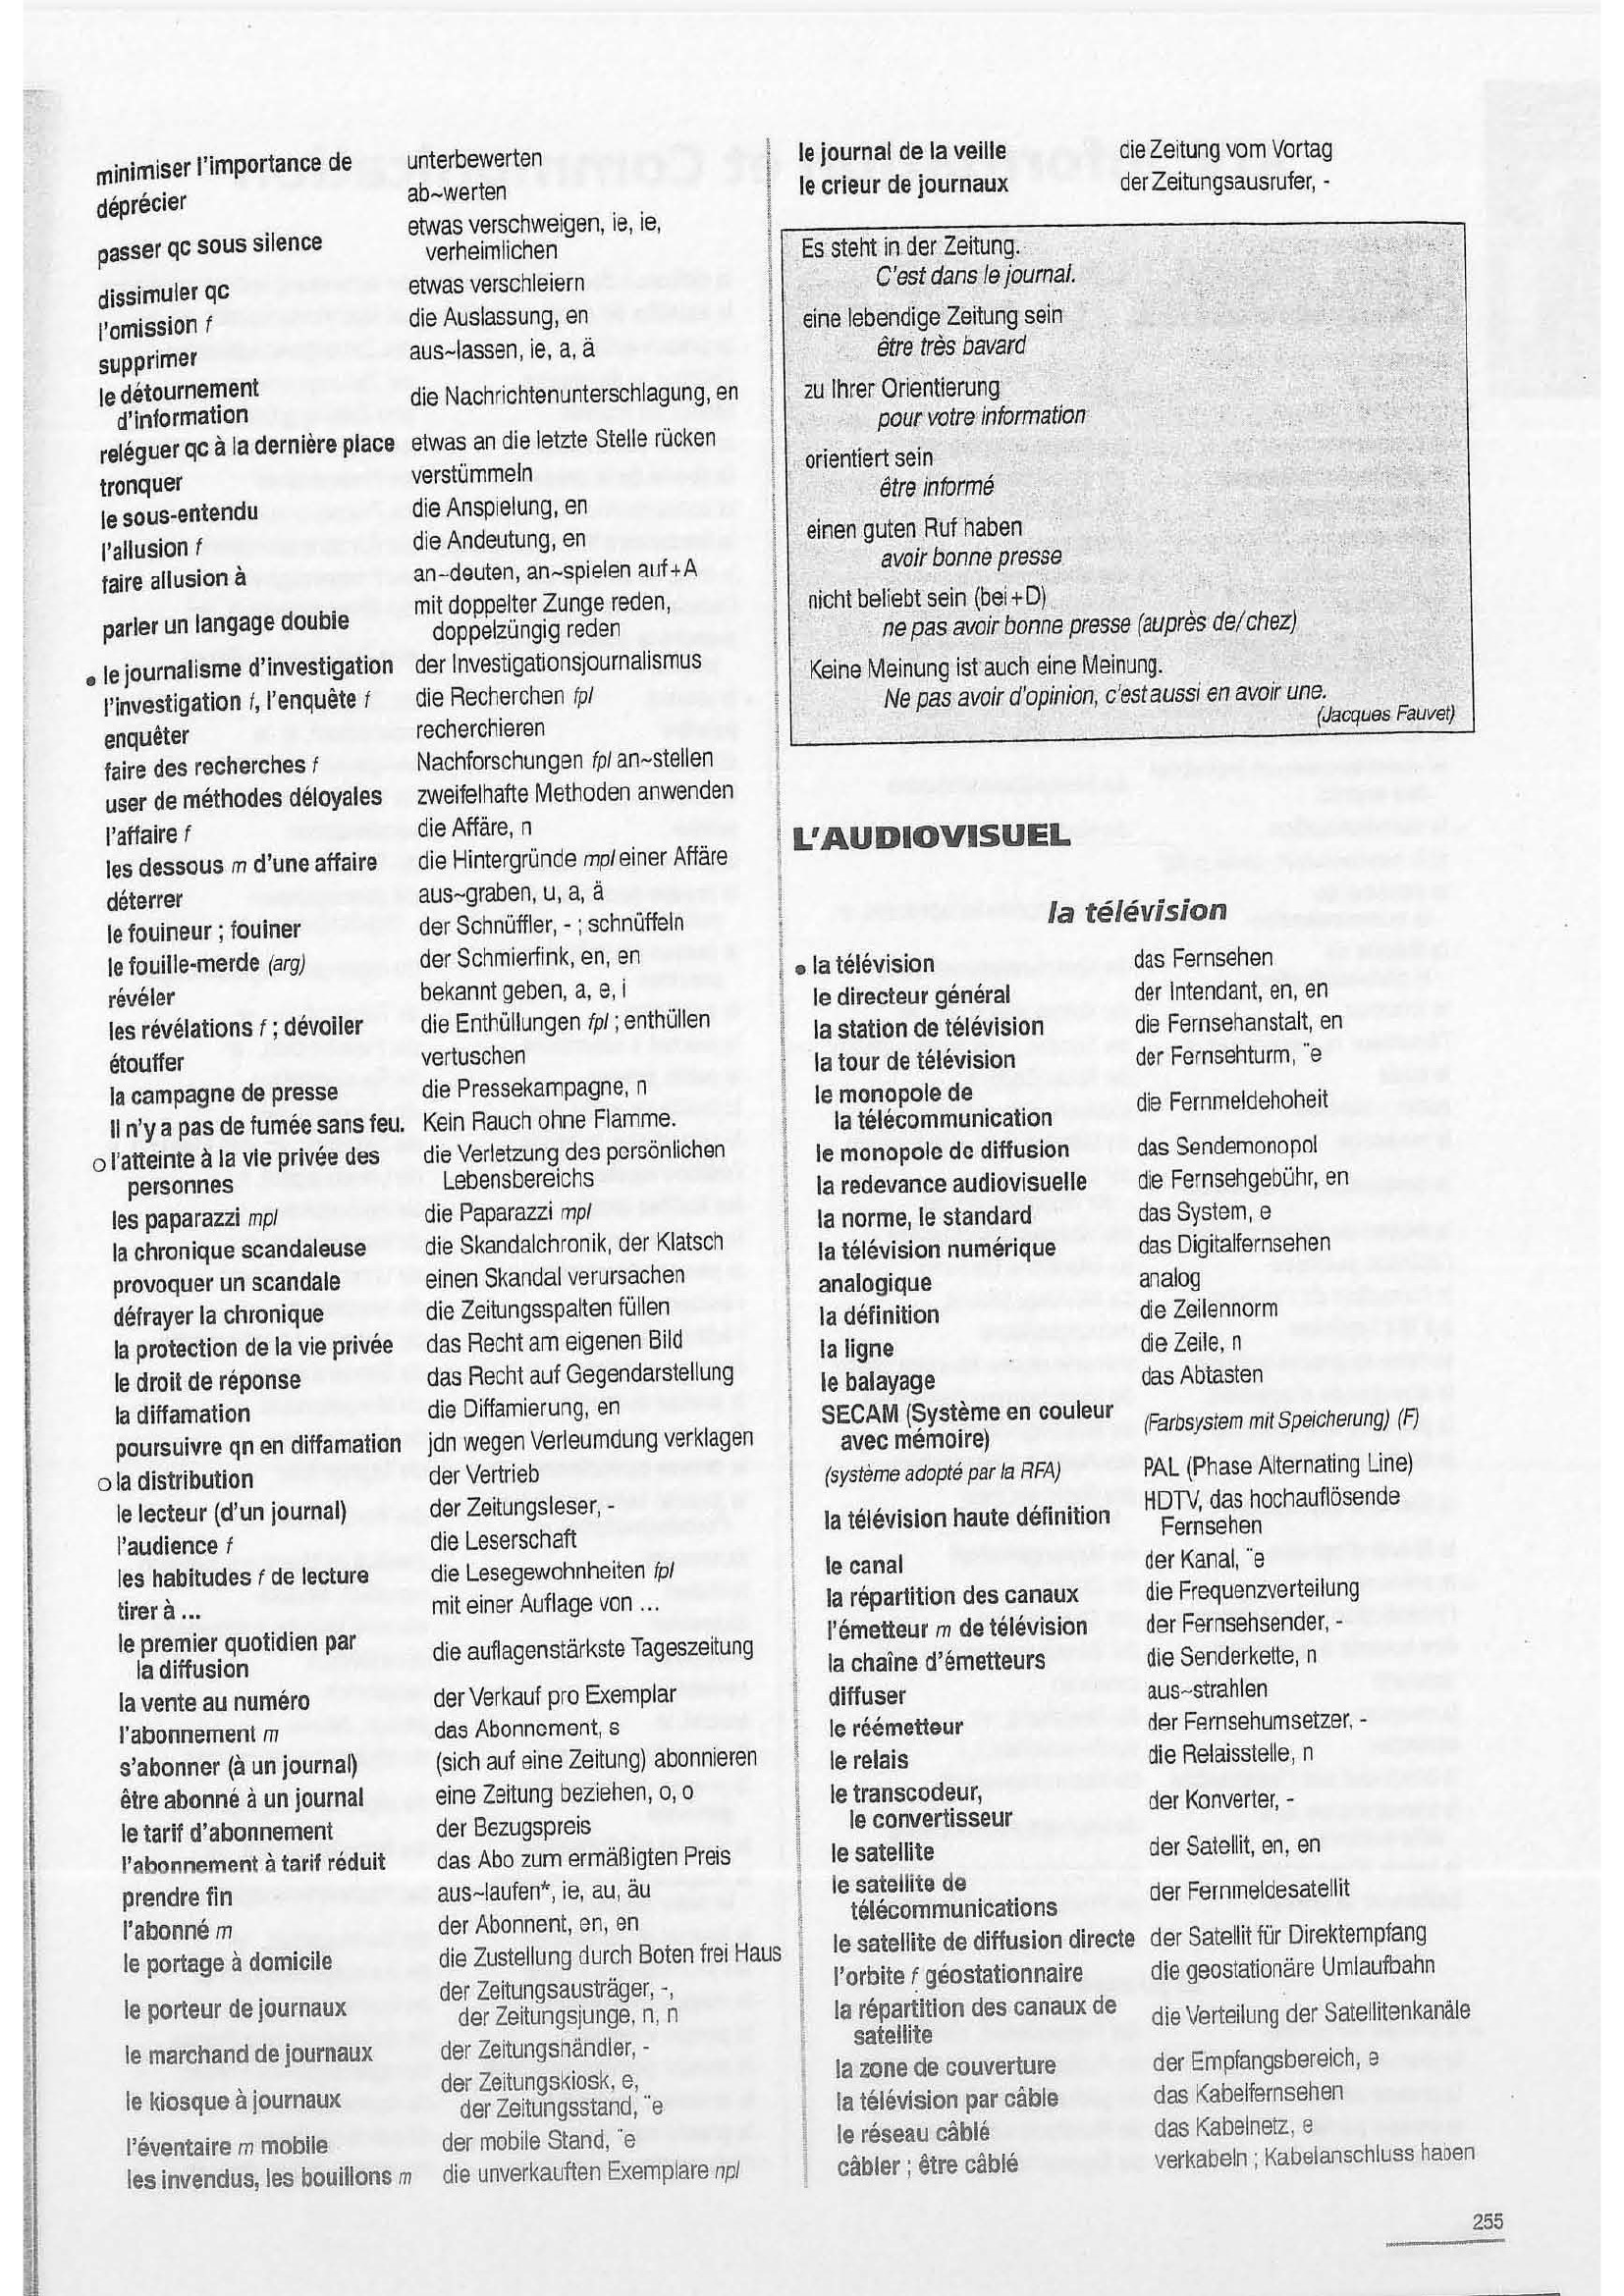 minimiser l'importance de unterbewerten
déprécier ab~werten
passer qc sous silence etwas verschweigen, ie, ie,
verheimlichen
dissimuler qc etwas verschleiern
l'omission f die Auslassung, en
supprimer aus~lassen, ie, a, ä
le détournement
d'information die Nachrichtenunterschlagung, en
reléguer qc à la dernière place etwas an die letzte Stelle rücken
tronquer verstümmeln
le sous-entendu die Anspielung, en
l'allusion f die Andeutung, en
faire allusion à an~deuten, an~spielen auf+A
parler un langage double mit doppelter Zunge reden,
doppelzüngig reden
• le journalisme d'investigation der Investigationsjournalismus
l'investigation f, l'enquête f die Recherchen fpl
enquêter recherchieren
faire des recherches f Nachforschungen fpl an~stellen
user de méthodes déloyales zweifelhafte Methoden anwenden
l'affaire f die Affäre, n
les dessous m d'une affaire die Hintergründe mpl einer Affäre
déterrer aus~graben, u, a, ä
le fouineur ; fouiner der Schnüffler, - ; schnüffeln
le fouille-merde (arg) der Schmierfink, en, en
révéler bekannt geben, a, e, i
les révélations f ; dévoiler die Enthüllungen fpl ; enthüllen
étouffer vertuschen
la campagne de presse die Pressekampagne, n
Il n'y a pas de fumée sans feu. Kein Rauch ohne Flamme.
o l'atteinte à la vie privée des die Verletzung des persönlichen
personnes Lebensbereichs
les paparazzi mpl die Paparazzi mpl
la chronique scandaleuse die Skandalchronik, der Klatsch
provoquer un scandale einen Skandal verursachen
défrayer la chronique die Zeitungsspalten füllen
la protection de la vie privée das Recht am eigenen Bild
le droit de réponse das Recht auf Gegendarstellung
la diffamation die Diffamierung, en
poursuivre qn en diffamation jdn wegen Verleumdung verklagen
o la distribution der Vertrieb
le lecteur (d'un journal) der Zeitungsleser, -
l'audience f die Leserschaft
les habitudes f de lecture die Lesegewohnheiten fpl
tirer à ... mit einer Auflage von ...
le premier quotidien par
la diffusion die auflagenstärkste Tageszeitung
la vente au numéro der Verkauf pro Exemplar
l'abonnement m das Abonnement, s
s'abonner (à un journal) (sich auf eine Zeitung) abonnieren
être abonné à un journal eine Zeitung beziehen, o, o
le tarif d'abonnement der Bezugspreis
l'abonnement à tarif réduit das Abo zum ermäßigten Preis
prendre fin aus~laufen*, ie, au, äu
l'abonné m der Abonnent, en, en
le portage à domicile die Zustellung durch Boten frei Haus
le porteur de journaux der Zeitungsausträger, -,
der Zeitungsjunge, n, n
le marchand de journaux der Zeitungshändler, -
le kiosque à journaux der Zeitungskiosk, e,
der Zeitungsstand, ¨e
l'éventaire m mobile der mobile Stand, ¨e
les invendus, les bouillons m die unverkauften Exemplare npl
le journal de la veille die Zeitung vom Vortag
le crieur de journaux der Zeitungsausrufer, -
Es steht in der Zeitung.
C'est dans le journal.
eine lebendige Zeitung sein
être très bavard
zu Ihrer Orientierung
pour votre information
orientiert sein
être informé
einen guten Ruf haben
avoir bonne presse
nicht beliebt sein (bei+D)
ne pas avoir bonne presse (auprès de/chez)
Keine Meinung ist auch eine Meinung.
Ne pas avoir d'opinion, c'est aussi en avoir une.
(Jacques Fauvet)
L'AUDIOVISUEL
la télévision
• la télévision das Fernsehen
le directeur général der Intendant, en, en
la station de télévision die Fernsehanstalt, en
la tour de télévision der Fernsehturm, ¨e
le monopole de
la télécommunication die Fernmeldehoheit
le monopole de diffusion das Sendemonopol
la redevance audiovisuelle die Fernsehgebühr, en
la norme, le standard das System, e
la télévision numérique das Digitalfernsehen
analogique analog
la définition die Zeilennorm
la ligne die Zeile, n
le balayage das Abtasten
SECAM (Système en couleur
avec mémoire) (Farbsystem mit Speicherung) (F)
(système adopté par la RFA) PAL (Phase Alternating Line)
la télévision haute définition HDTV, das hochauflösende
Fernsehen
le canal der Kanal, ¨e
la répartition des canaux die Frequenzverteilung
l'émetteur m de télévision der Fernsehsender, -
la chaîne d'émetteurs die Senderkette, n
diffuser aus~strahlen
le réémetteur der Fernsehumsetzer, -
le relais die Relaisstelle, n
le transcodeur,
le convertisseur der Konverter, -
le satellite der Satellit, en, en
le satellite de
télécommunications der Fernmeldesatellit
le satellite de diffusion directe der Satellit für Direktempfang
l'orbite f géostationnaire die geostationäre Umlaufbahn
la répartition des canaux de
satellite die Verteilung der Satellitenkanäle
la zone de couverture der Empfangsbereich, e
la télévision par câble das Kabelfernsehen
le réseau câblé das Kabelnetz, e
câbler ; être câblé verkabeln ; Kabelanschluss haben
255